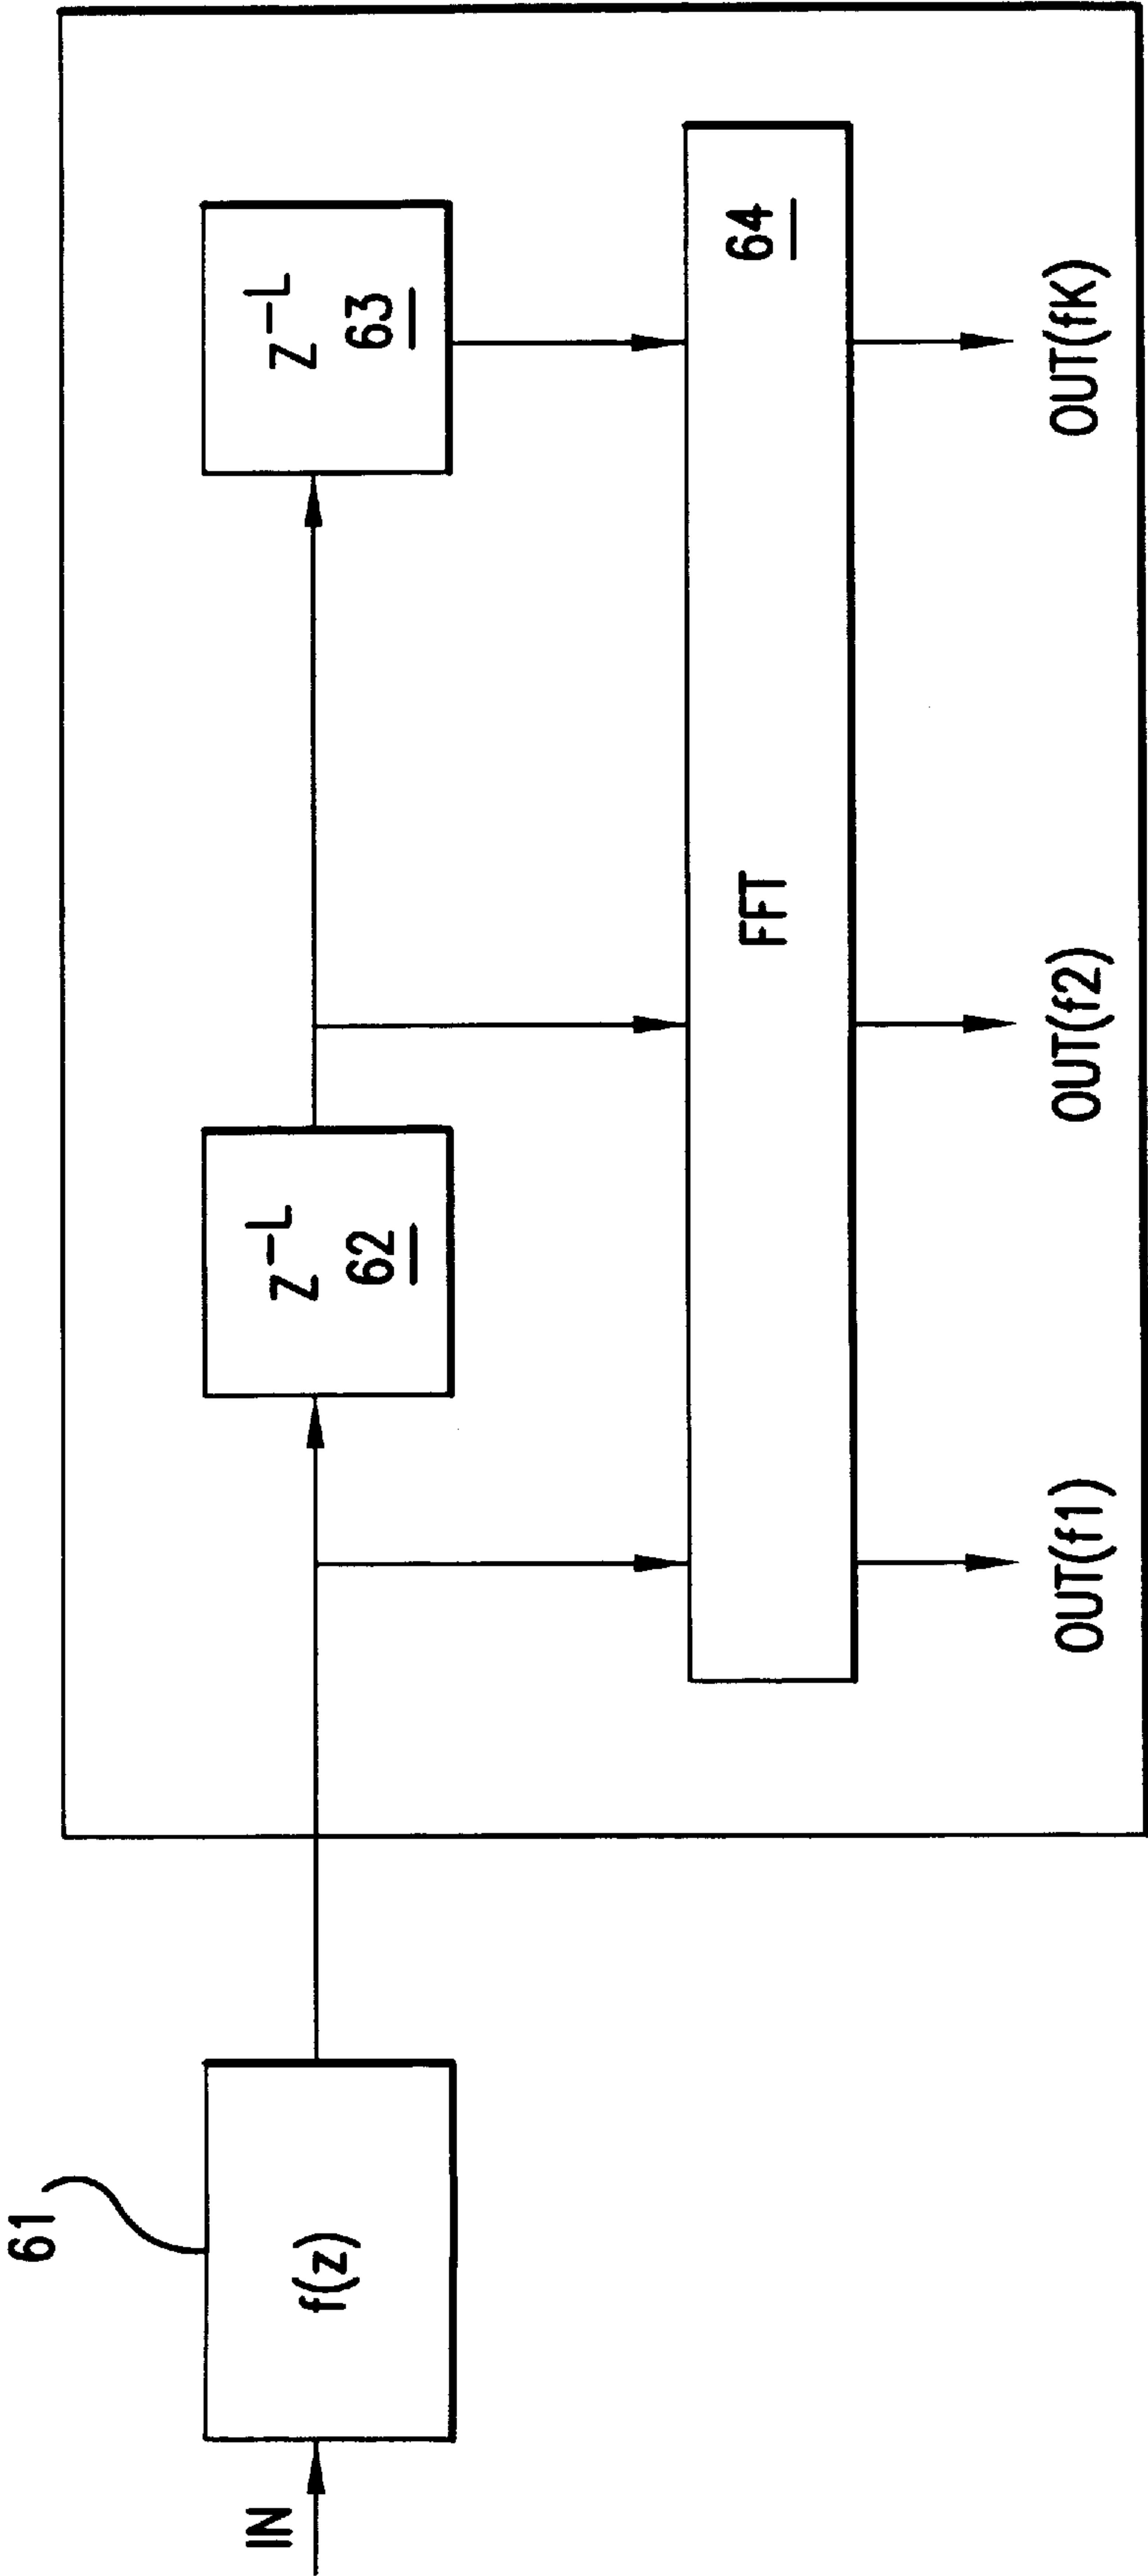 IN
61
f(z)
z⁻ᴸ
62
z⁻ᴸ
63
FFT
64
OUT(f1)
OUT(f2)
OUT(fK)